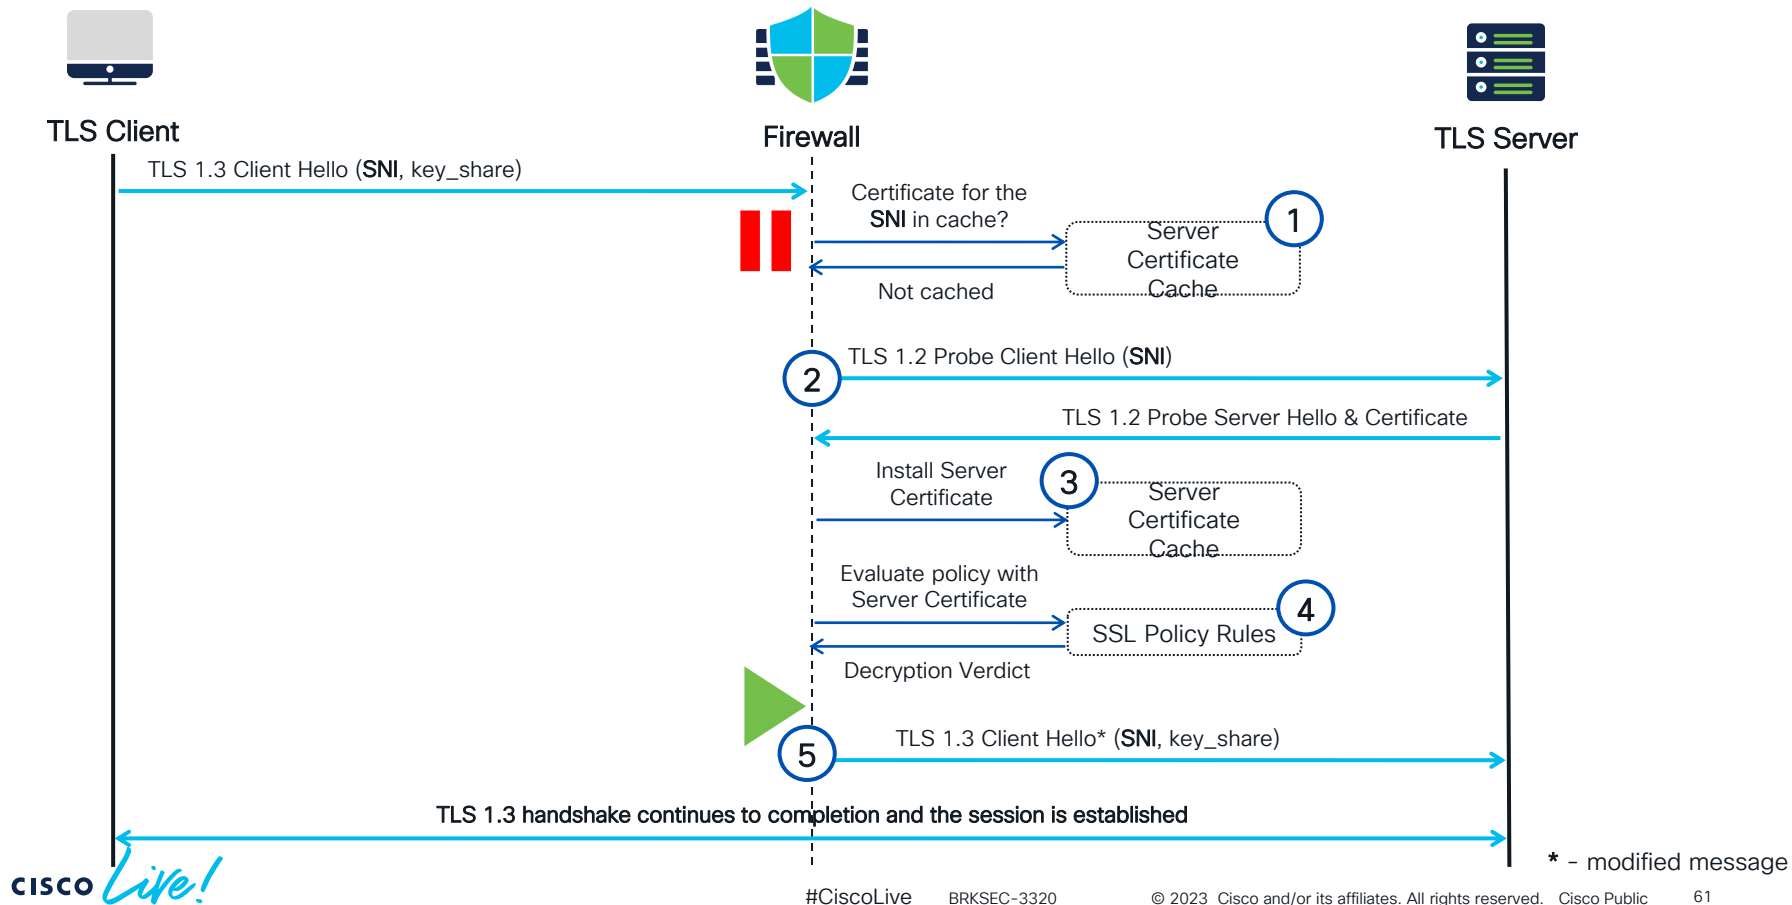 TLS Client
Firewall
TLS Server
TLS 1.3 Client Hello (SNI, key_share)
Certificate for the
SNI in cache?
1
Server
Certificate
Cache
Not cached
2
TLS 1.2 Probe Client Hello (SNI)
TLS 1.2 Probe Server Hello & Certificate
Install Server
Certificate
3
Server
Certificate
Cache
Evaluate policy with
Server Certificate
4
SSL Policy Rules
Decryption Verdict
5
TLS 1.3 Client Hello* (SNI, key_share)
TLS 1.3 handshake continues to completion and the session is established
* - modified message
CISCO Live!
#CiscoLive BRKSEC-3320 © 2023 Cisco and/or its affiliates. All rights reserved. Cisco Public 61